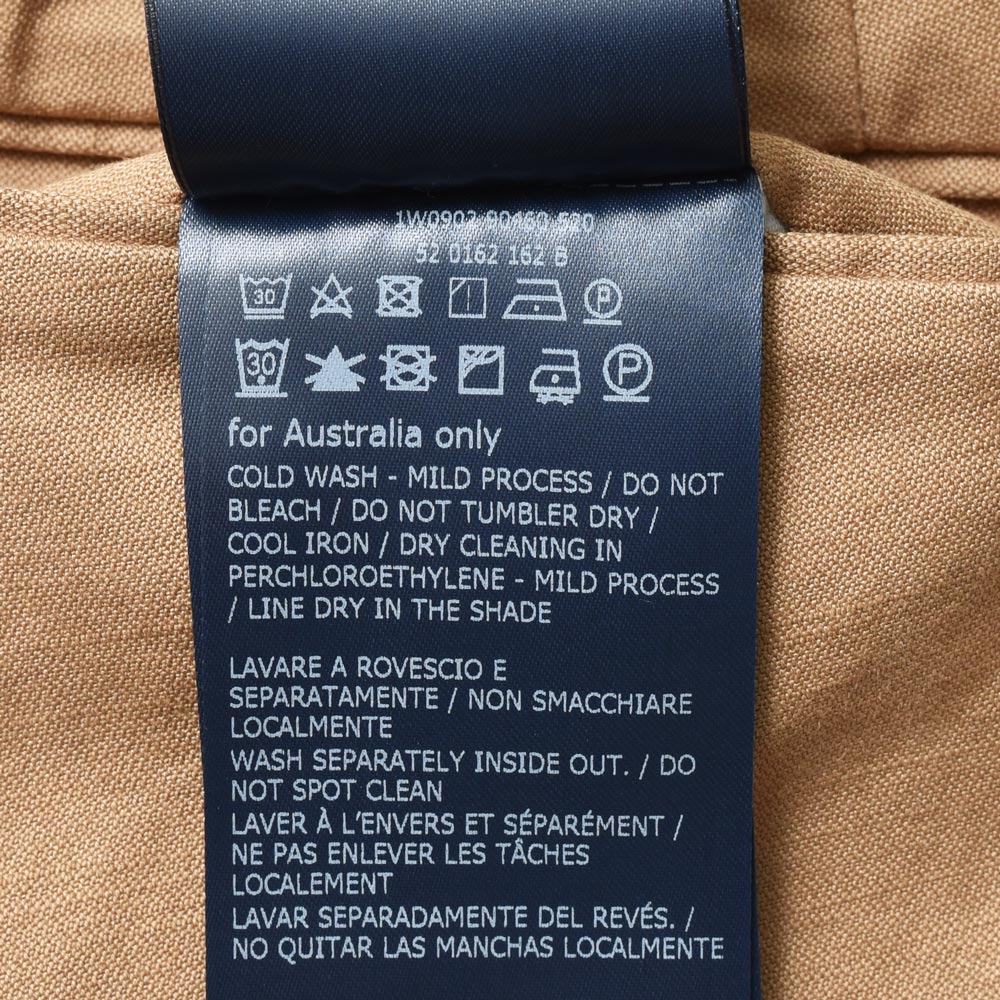 52 0162 162 B
30
P
30
P
for Australia only
COLD WASH - MILD PROCESS / DO NOT
BLEACH / DO NOT TUMBLER DRY /
COOL IRON / DRY CLEANING IN
PERCHLOROETHYLENE - MILD PROCESS
/ LINE DRY IN THE SHADE
LAVARE A ROVESCIO E
SEPARATAMENTE / NON SMACCHIARE
LOCALMENTE
WASH SEPARATELY INSIDE OUT. / DO
NOT SPOT CLEAN
LAVER À L'ENVERS ET SÉPARÉMENT /
NE PAS ENLEVER LES TÂCHES
LOCALEMENT
LAVAR SEPARADAMENTE DEL REVÉS. /
NO QUITAR LAS MANCHAS LOCALMENTE